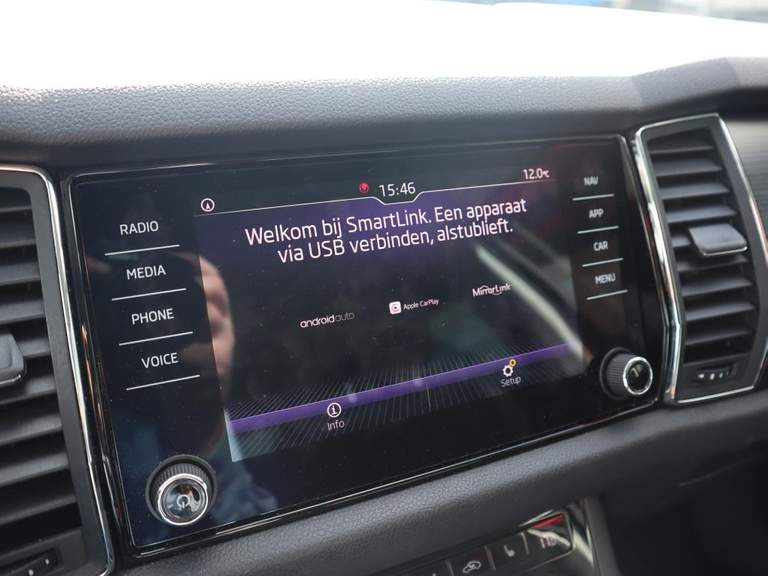 15:46
12.0°C
Welkom bij SmartLink. Een apparaat
via USB verbinden, alstublieft.
androidauto
Apple CarPlay
MirrorLink
Info
Setup
RADIO
MEDIA
PHONE
VOICE
NAV
APP
CAR
MENU